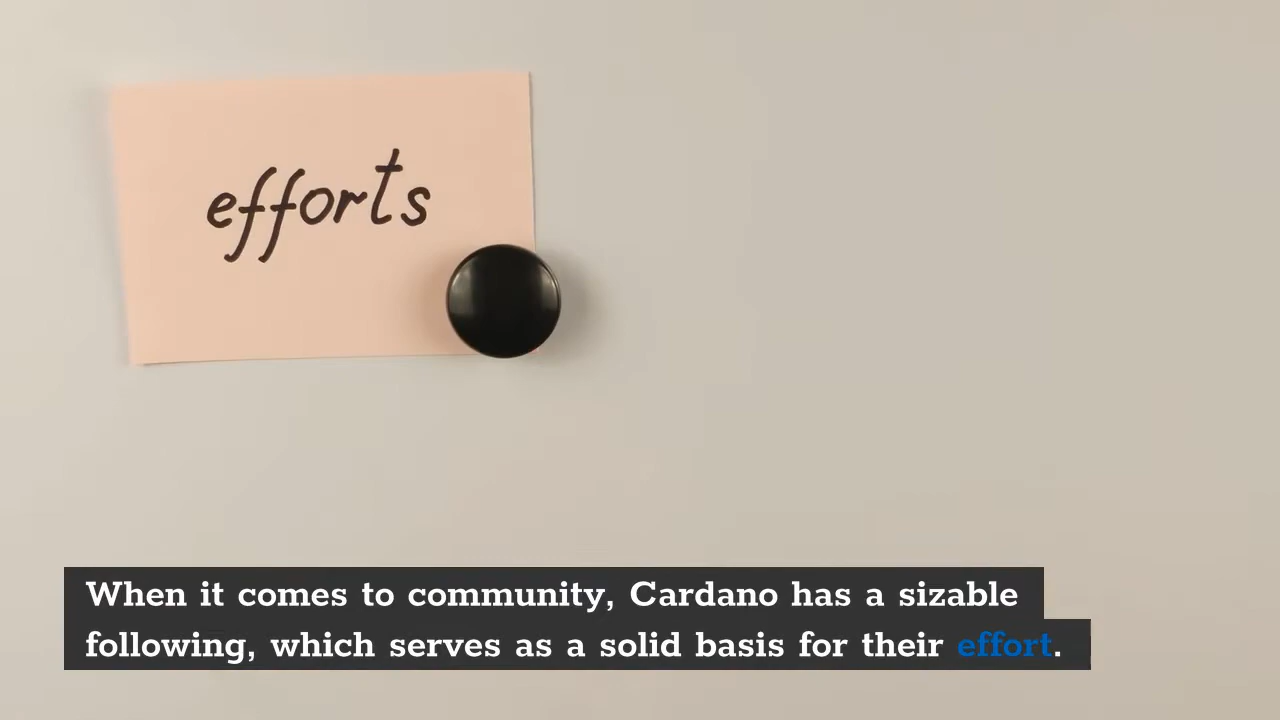 efforts
When it comes to community, Cardano has a sizable
following, which serves as a solid basis for their effort.